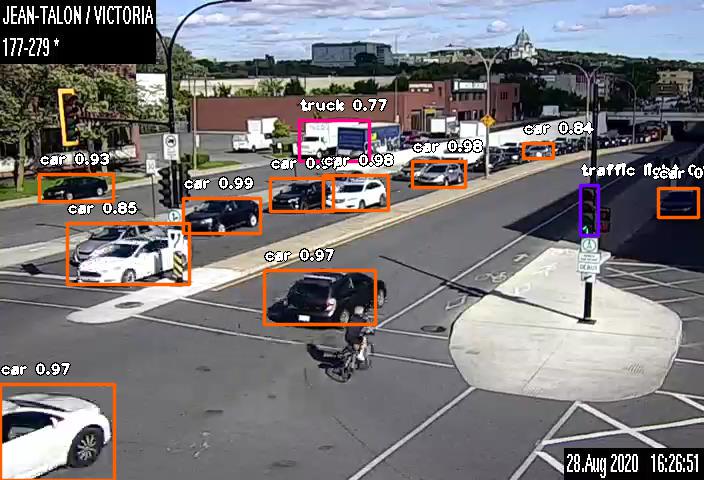 JEAN-TALON / VICTORIA
177-279 *
truck 0.77
car 0.84
car 0.98
car 0.93
car 0.98
car 0.99
traffic light
car 0.85
car 0.97
car 0.97
DÉBUT
28.Aug 2020 16:26:51